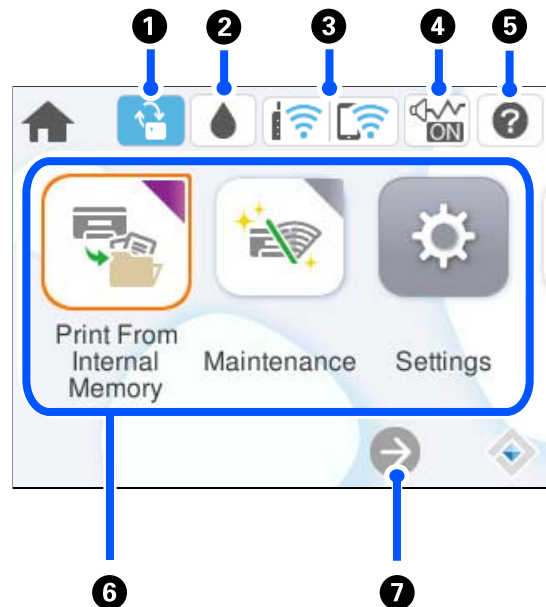 1 2 3 4 5
ON ?
Print From
Internal
Memory
Maintenance
Settings
6 7